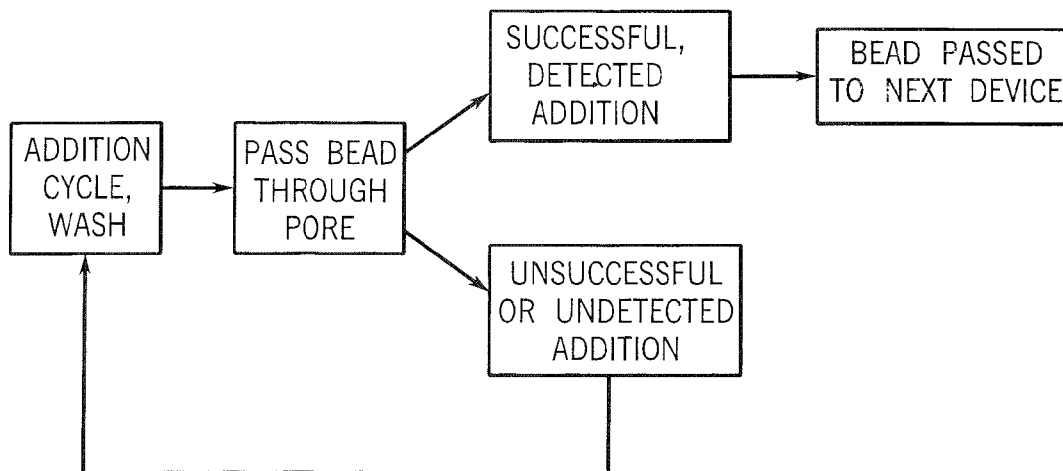 ADDITION
CYCLE,
WASH
PASS BEAD
THROUGH
PORE
SUCCESSFUL,
DETECTED
ADDITION
BEAD PASSED
TO NEXT DEVICE
UNSUCCESSFUL
OR UNDETECTED
ADDITION